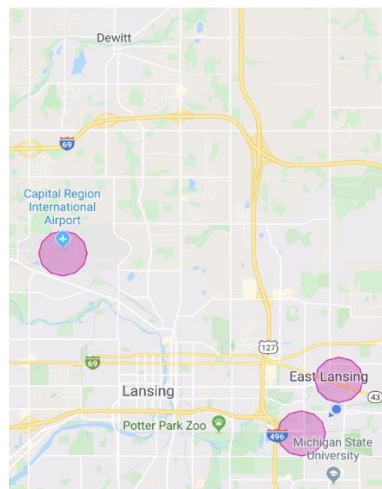 Dewitt
69
Capital Region
International
Airport
127
69
East Lansing
Lansing
43
Potter Park Zoo
496
Michigan State
University